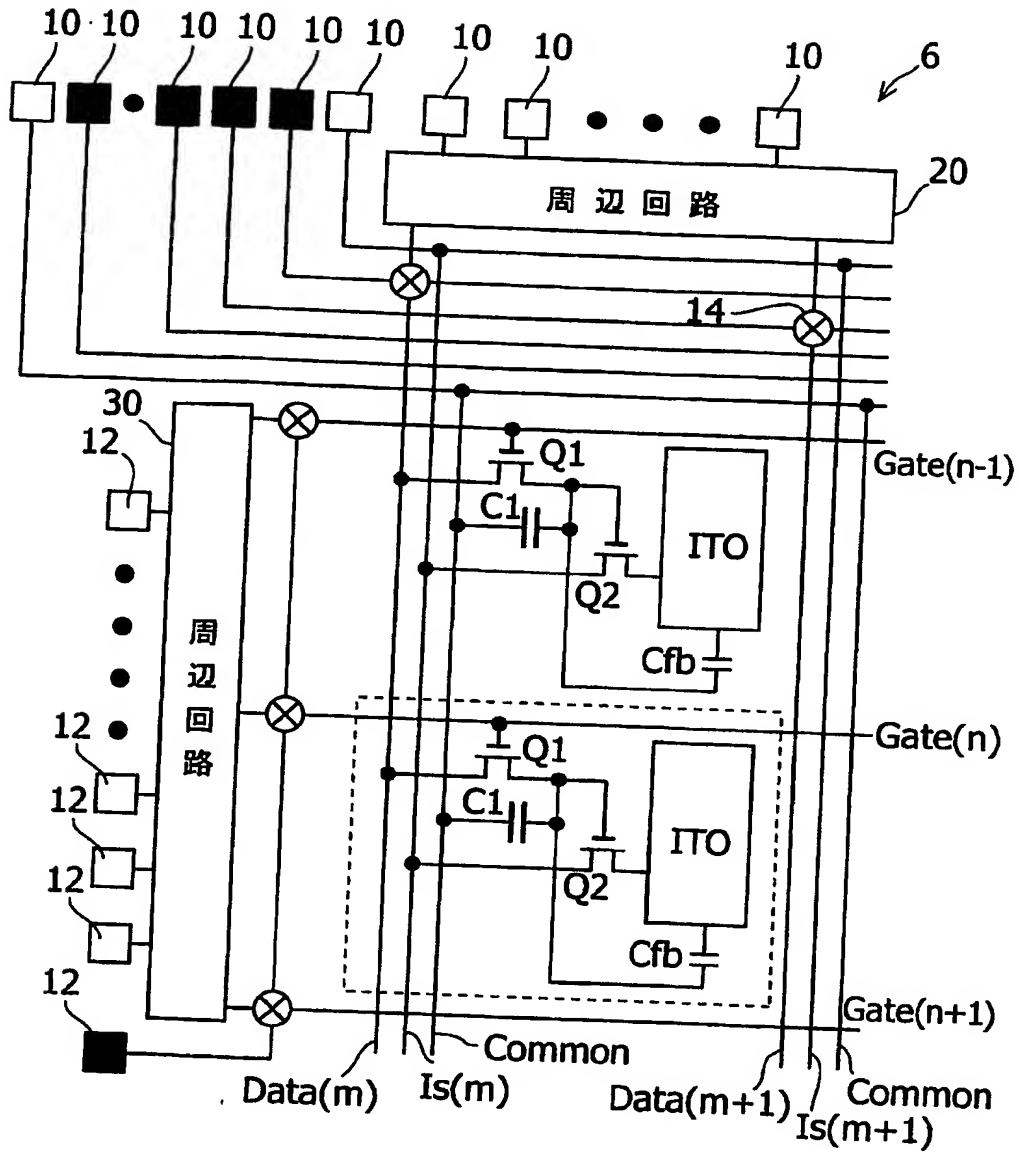 10
10
10
10
10
10
10
10
10
6
周辺回路
20
14
30
12
Q1
Gate(n-1)
C1
ITO
Q2
Cfb
周辺回路
Gate(n)
12
Q1
12
C1
ITO
12
Q2
Cfb
12
Gate(n+1)
Common
Data(m)
Is(m)
Data(m+1)
Common
Is(m+1)